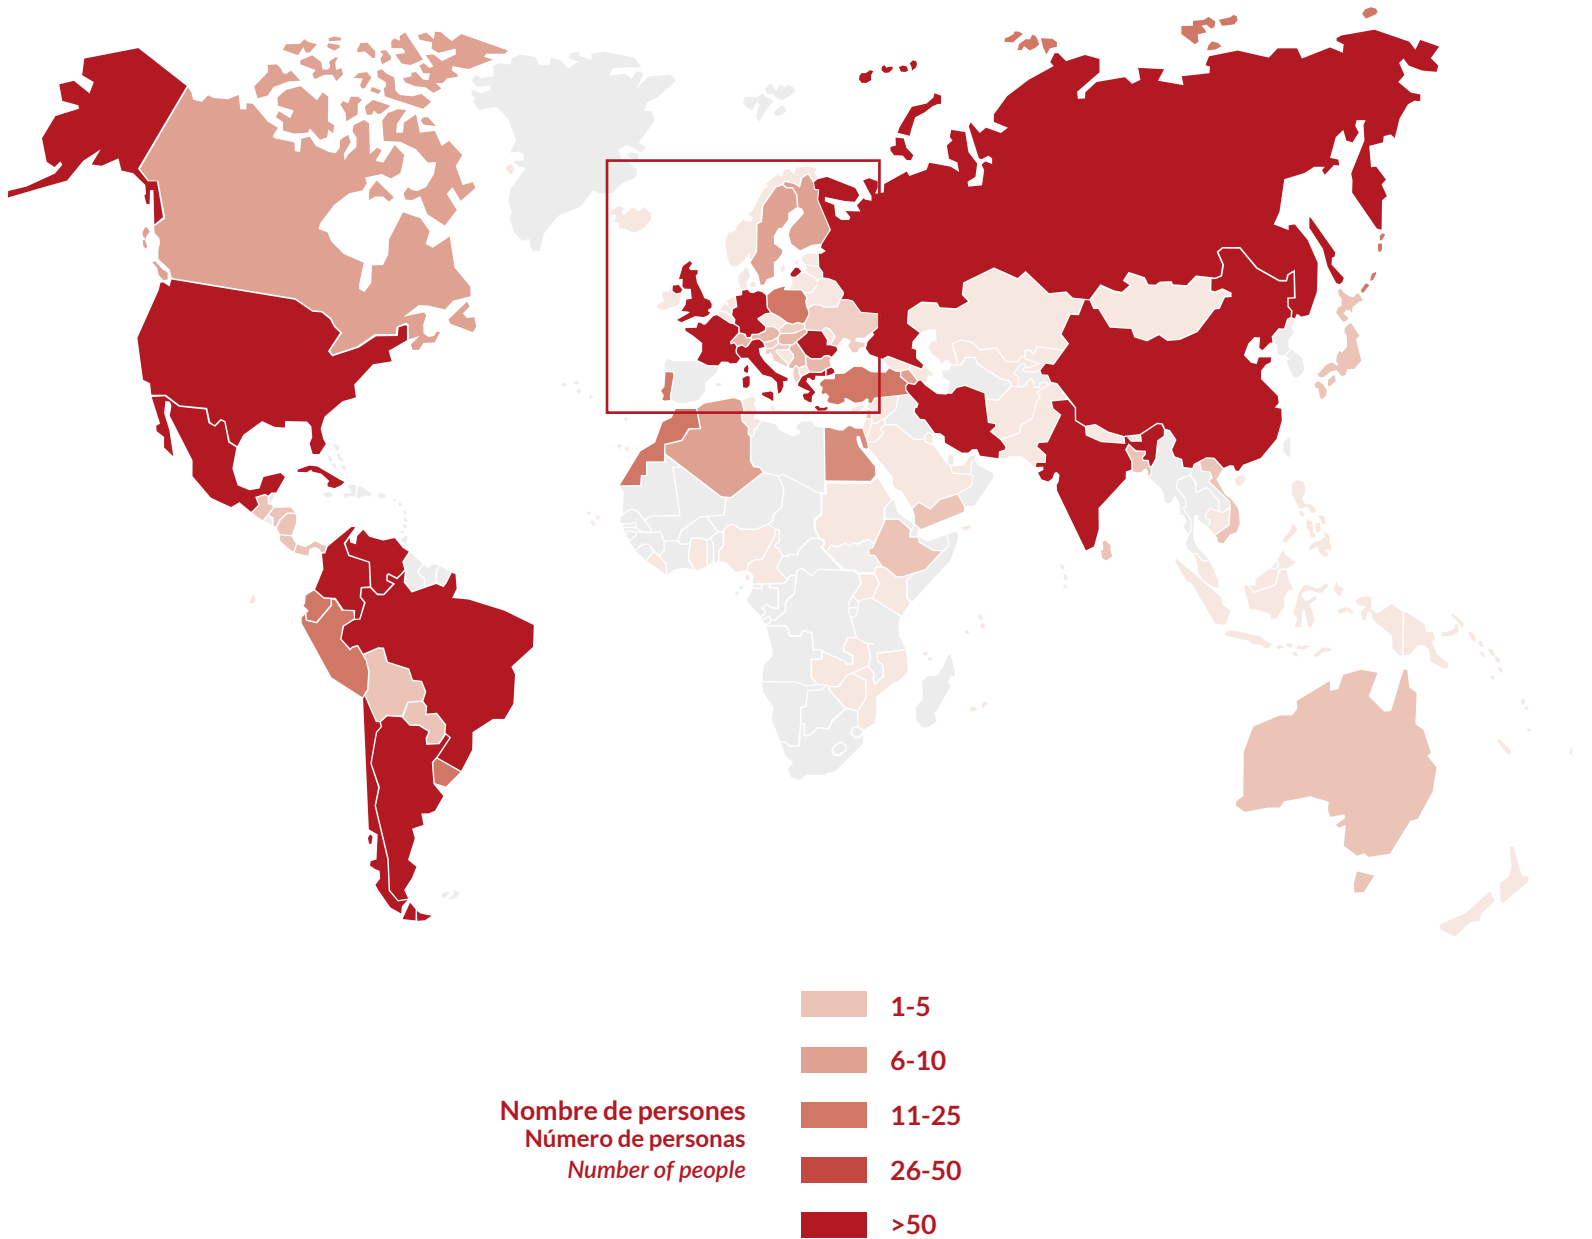 1-5
6-10
Nombre de persones
Número de personas
Number of people
11-25
26-50
>50